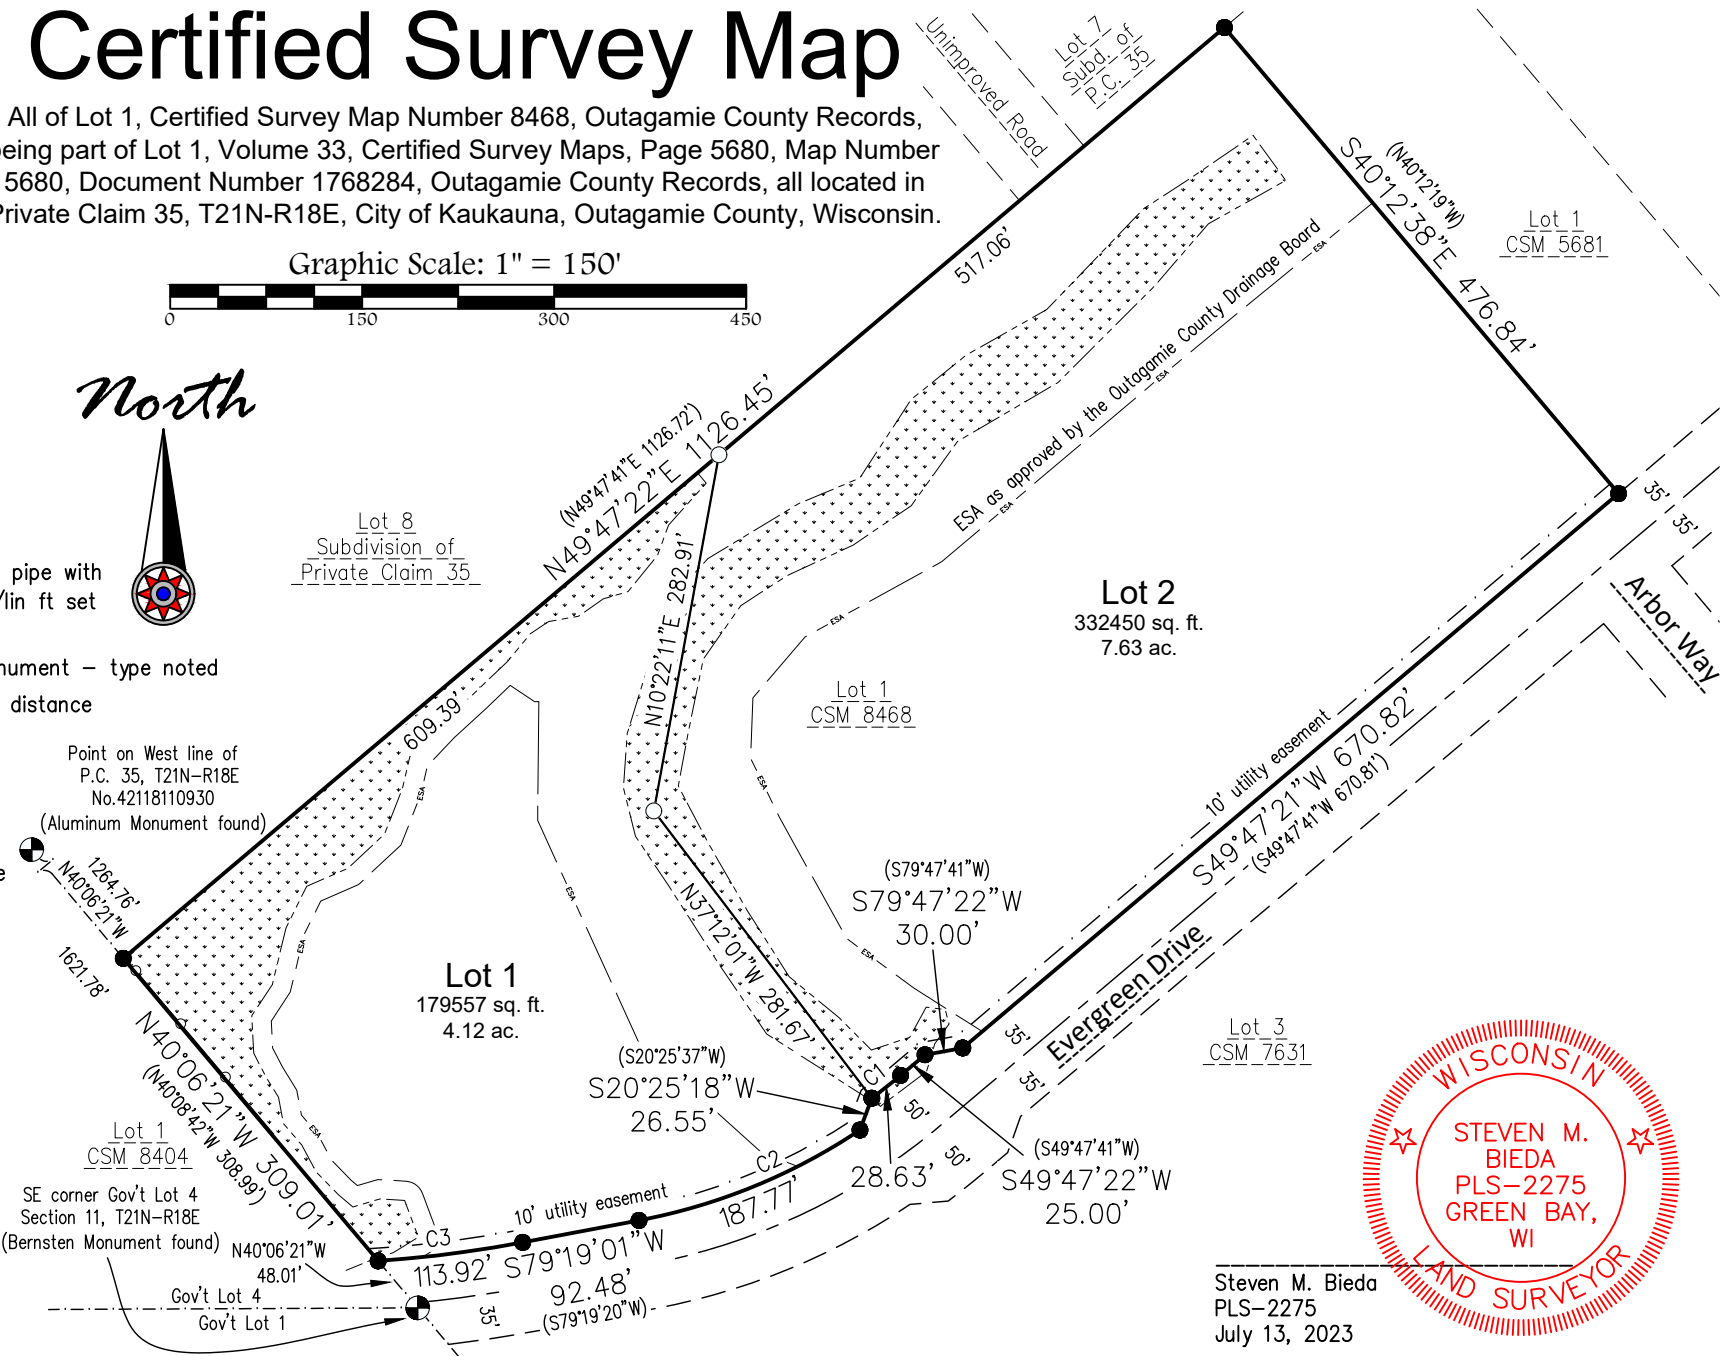 Certified Survey Map
All of Lot 1, Certified Survey Map Number 8468, Outagamie County Records,
being part of Lot 1, Volume 33, Certified Survey Maps, Page 5680, Map Number
5680, Document Number 1768284, Outagamie County Records, all located in
Private Claim 35, T21N-R18E, City of Kaukauna, Outagamie County, Wisconsin.
Graphic Scale: 1" = 150'
0 150 300 450
North
Unimproved Road
Lot 7
Subd. of
P.C. 35
517.06'
(N40°12'19"W)
S40°12'38"E 476.84'
Lot 1
CSM 5681
ESA as approved by the Outagamie County Drainage Board
ESA
ESA
ESA
(N49°47'41"E 1126.72')
N49°47'22"E 1126.45'
Lot 8
Subdivision of
Private Claim 35
pipe with
/lin ft set
nument – type noted
distance
609.39'
N10°22'11"E 282.91'
Lot 2
332450 sq. ft.
7.63 ac.
Lot 1
CSM 8468
35'
35'
Arbor Way
10' utility easement
S49°47'21"W 670.82'
(S49°47'41"W 670.81')
Point on West line of
P.C. 35, T21N–R18E
No.42118110930
(Aluminum Monument found)
e
1264.76'
N40°06'21"W
1621.78'
ESA
ESA
ESA
ESA
ESA
ESA
ESA
Lot 1
179557 sq. ft.
4.12 ac.
N37°12'01"W 281.67'
(S79°47'41"W)
S79°47'22"W
30.00'
Evergreen Drive
35'
35'
Lot 3
CSM 7631
N40°06'21"W 309.01'
(N40°08'42"W 308.99')
Lot 1
CSM 8404
(S20°25'37"W)
S20°25'18"W
26.55'
C1
50'
50'
28.63'
(S49°47'41"W)
S49°47'22"W
25.00'
C2
187.77'
10' utility easement
C3
113.92'
S79°19'01"W
92.48'
(S79°19'20"W)
35'
SE corner Gov't Lot 4
Section 11, T21N–R18E
(Bernsten Monument found)
N40°06'21"W
48.01'
Gov't Lot 4
Gov't Lot 1
WISCONSIN
STEVEN M.
BIEDA
PLS–2275
GREEN BAY,
WI
LAND SURVEYOR
Steven M. Bieda
PLS–2275
July 13, 2023